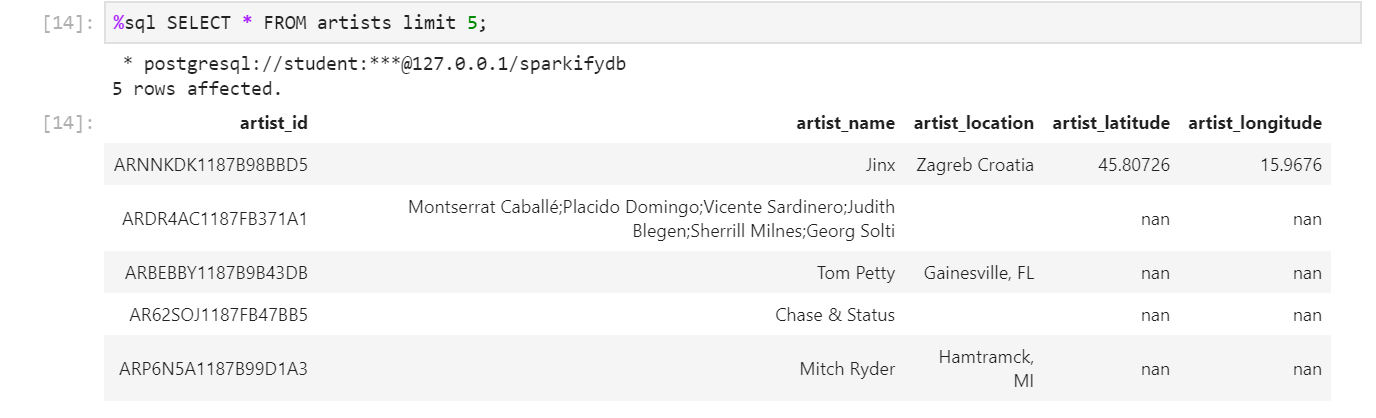 [14]: %sql SELECT * FROM artists limit 5;
* postgresql://student:***@127.0.0.1/sparkifydb
5 rows affected.
[14]: artist_id artist_name artist_location artist_latitude artist_longitude
ARNNKDK1187B98BBD5 Jinx Zagreb Croatia 45.80726 15.9676
ARDR4AC1187FB371A1 Montserrat Caballé;Placido Domingo;Vicente Sardinero;Judith
Blegen;Sherrill Milnes;Georg Solti nan nan
ARBEBBY1187B9B43DB Tom Petty Gainesville, FL nan nan
AR62SOJ1187FB47BB5 Chase & Status nan nan
ARP6N5A1187B99D1A3 Mitch Ryder Hamtramck,
MI nan nan